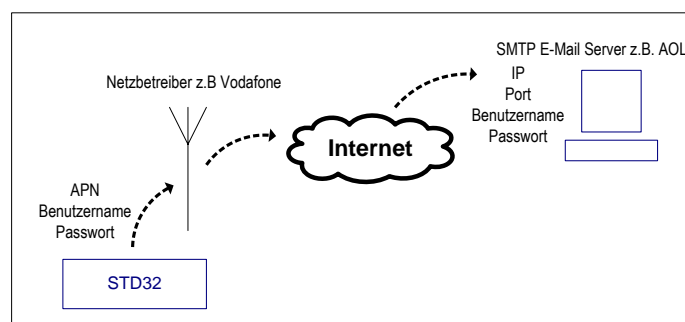 SMTP E-Mail Server z.B. AOL
IP
Port
Benutzername
Passwort
Netzbetreiber z.B Vodafone
Internet
APN
Benutzername
Passwort
STD32